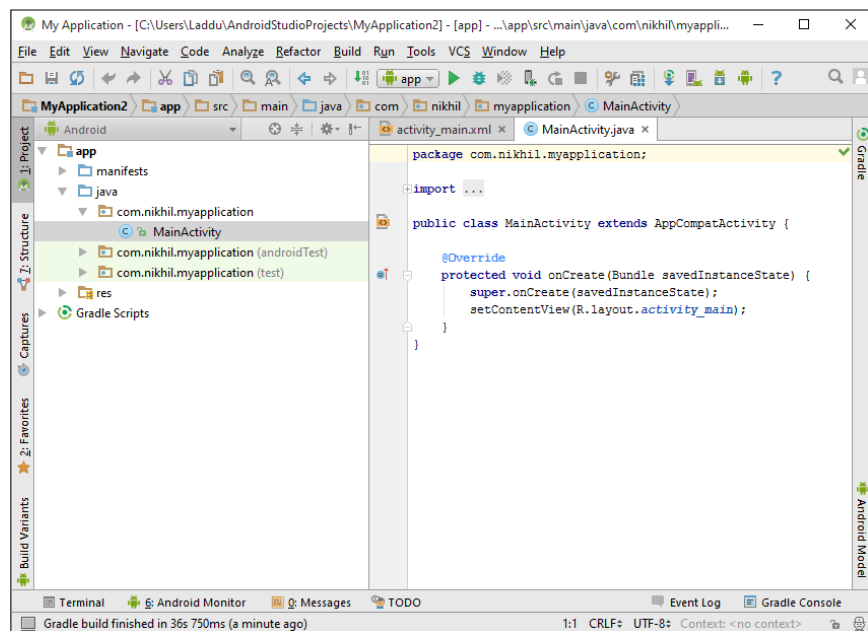 My Application - [C:\Users\Laddu\AndroidStudioProjects\MyApplication2] - [app] - ...\app\src\main\java\com\nikhil\myappli...
File Edit View Navigate Code Analyze Refactor Build Run Tools VCS Window Help
app
MyApplication2 app src main java com nikhil myapplication MainActivity
Android
activity_main.xml MainActivity.java
1: Project
Z: Structure
Captures
2: Favorites
Build Variants
app
manifests
java
com.nikhil.myapplication
MainActivity
com.nikhil.myapplication (androidTest)
com.nikhil.myapplication (test)
res
Gradle Scripts
package com.nikhil.myapplication;
import ...
public class MainActivity extends AppCompatActivity {
@Override
protected void onCreate(Bundle savedInstanceState) {
super.onCreate(savedInstanceState);
setContentView(R.layout.activity_main);
}
}
Gradle
Android Model
Terminal 6: Android Monitor 0: Messages TODO Event Log Gradle Console
Gradle build finished in 36s 750ms (a minute ago) 1:1 CRLF UTF-8 Context: <no context>